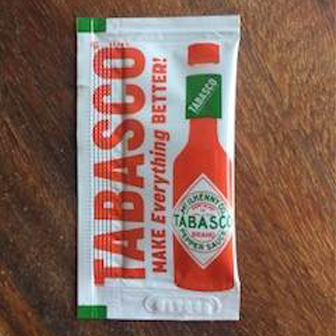 TABASCO
MAKE Everything BETTER!
TABASCO
McILHENNY CO.
TABASCO
BRAND
PEPPER SAUCE